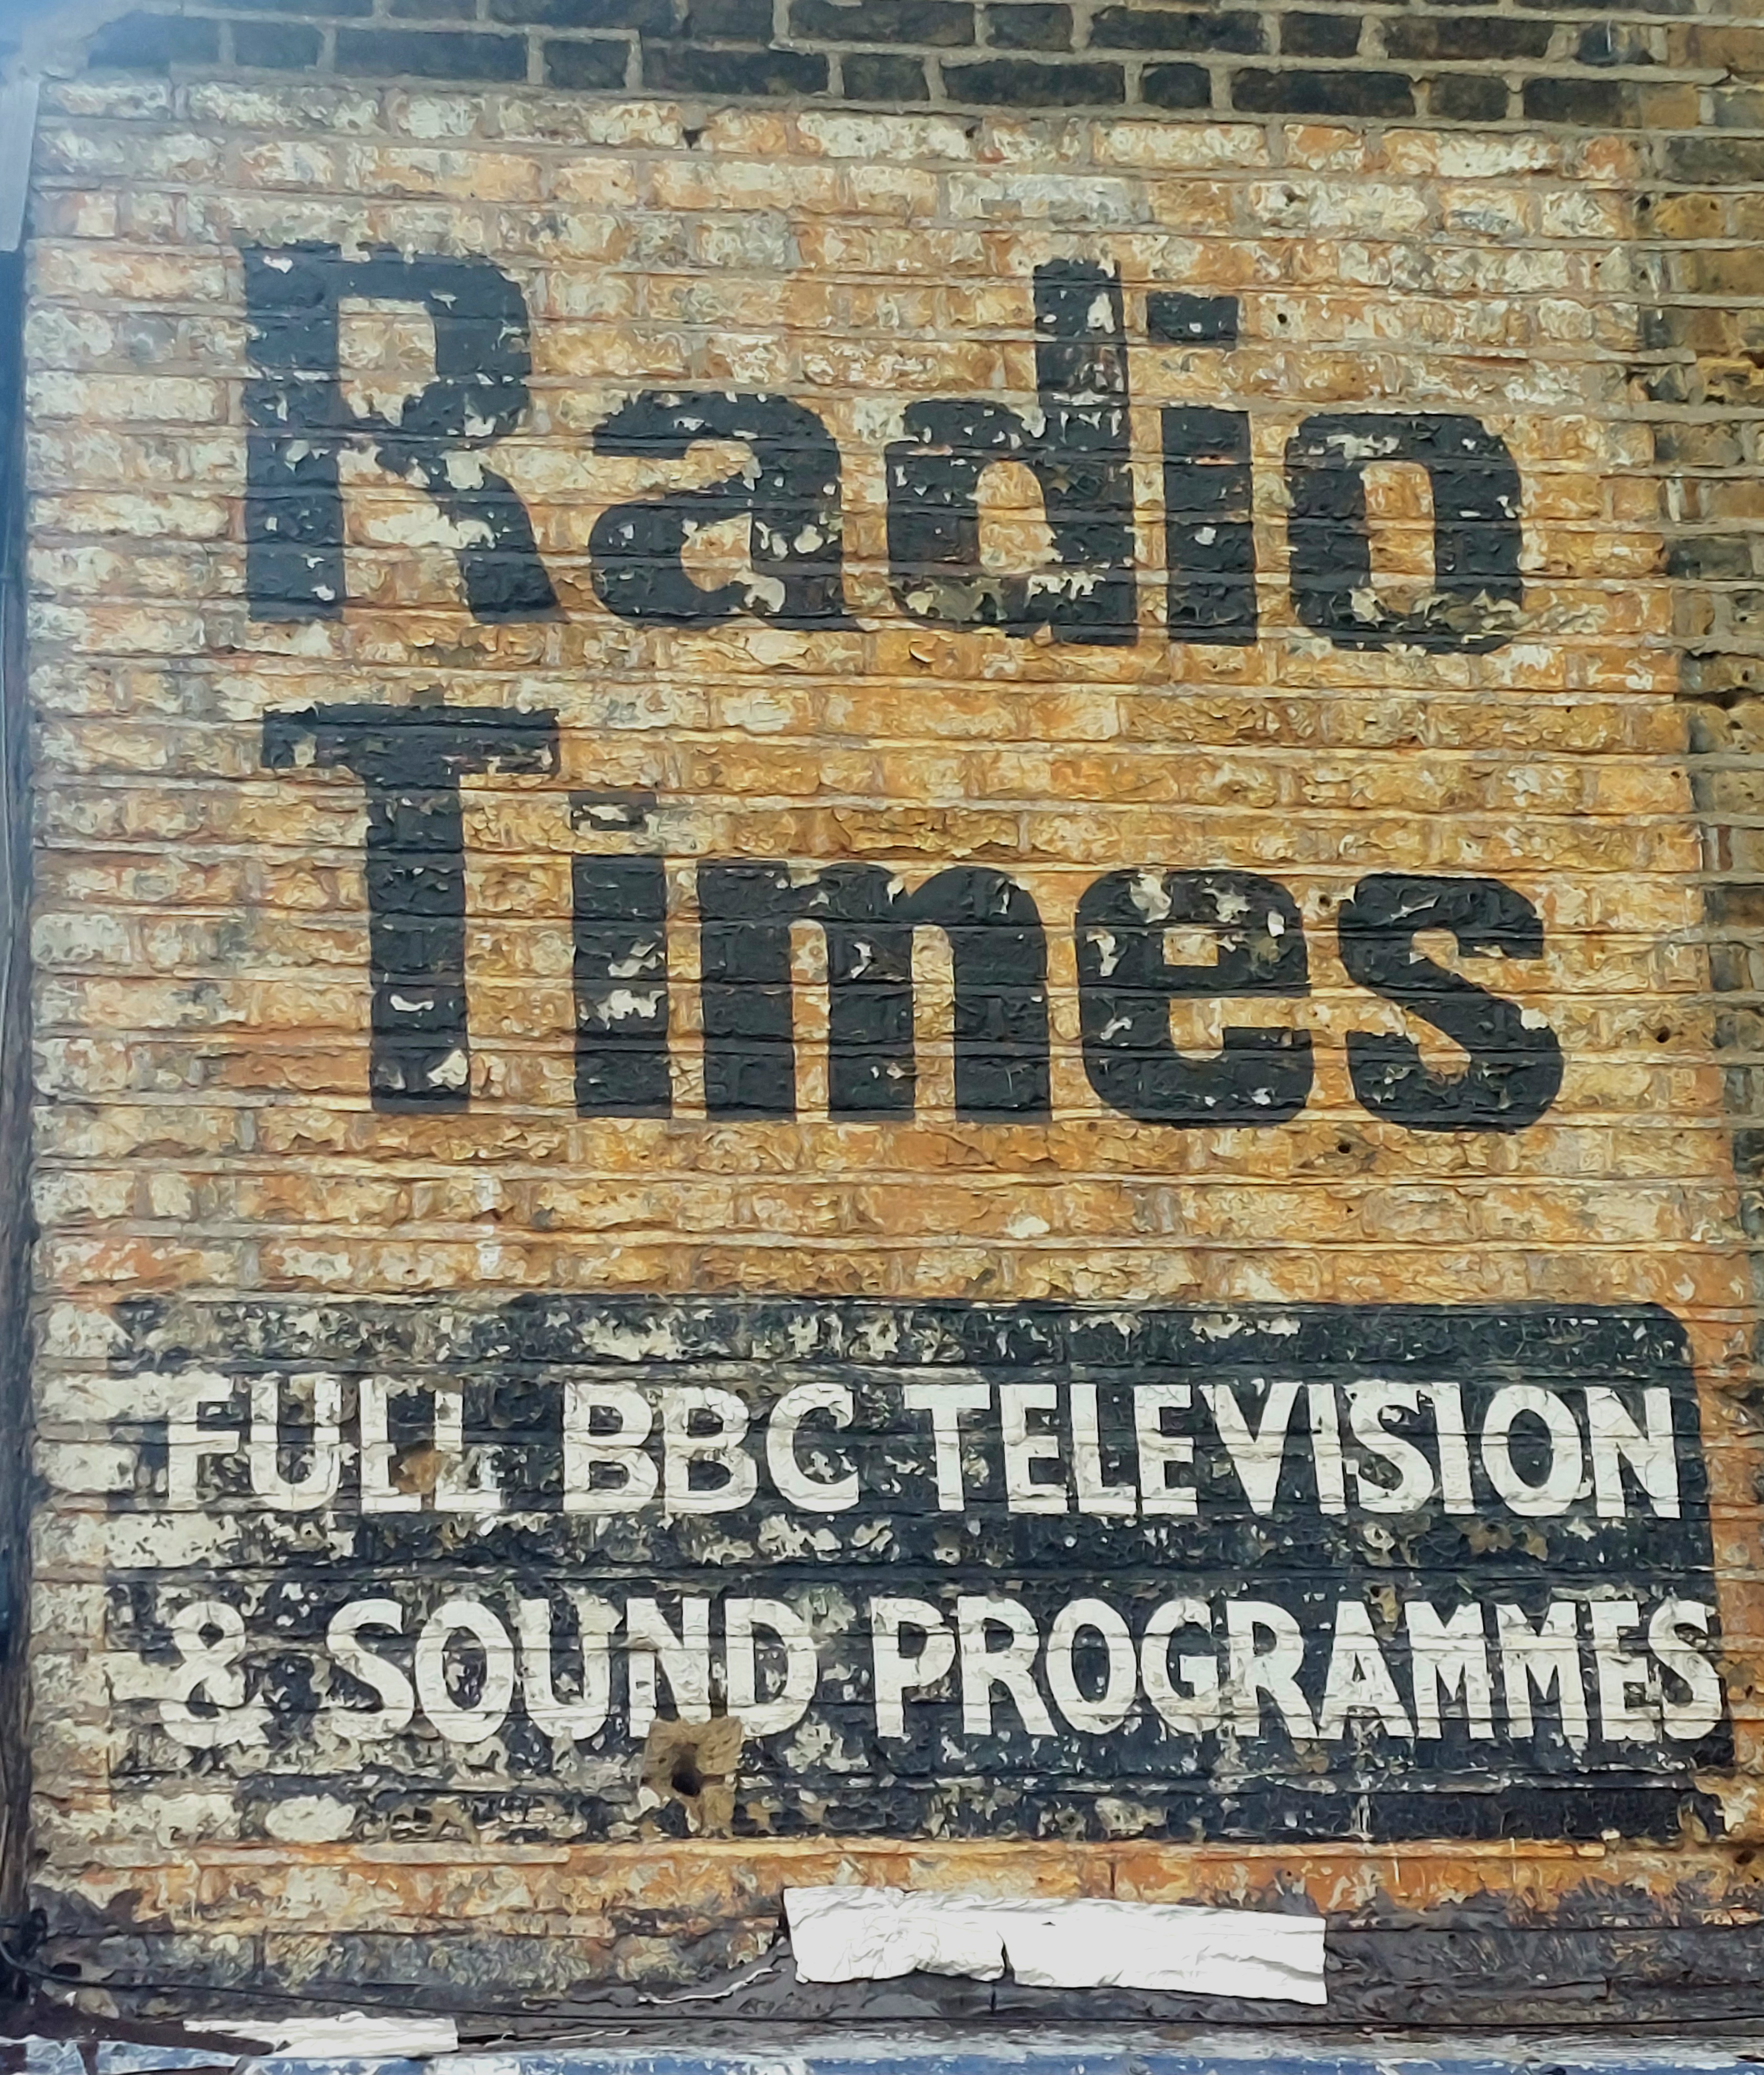 Radio
Times
FULL BBC TELEVISION
& SOUND PROGRAMMES